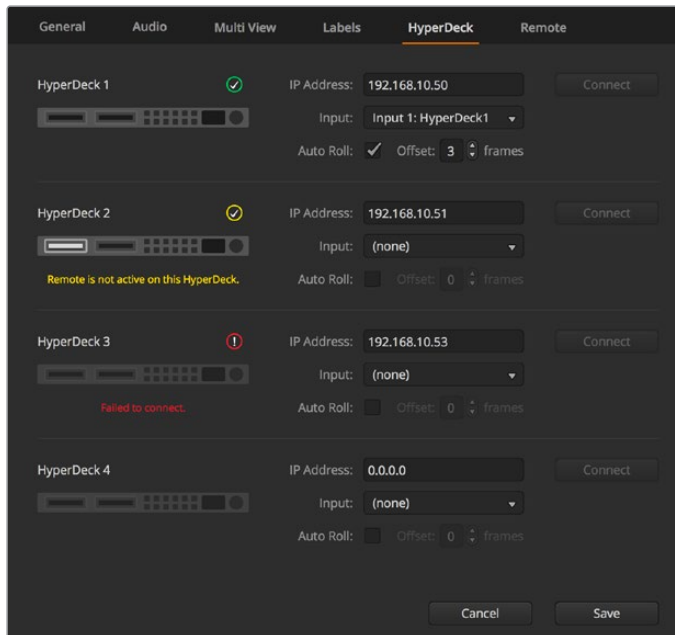 General Audio Multi View Labels HyperDeck Remote
HyperDeck 1 IP Address: 192.168.10.50 Connect
Input: Input 1: HyperDeck1
Auto Roll: Offset: 3 frames
HyperDeck 2 IP Address: 192.168.10.51 Connect
Input: (none)
Remote is not active on this HyperDeck. Auto Roll: Offset: 0 frames
HyperDeck 3 IP Address: 192.168.10.53 Connect
Input: (none)
Failed to connect. Auto Roll: Offset: 0 frames
HyperDeck 4 IP Address: 0.0.0.0 Connect
Input: (none)
Auto Roll: Offset: 0 frames
Cancel Save